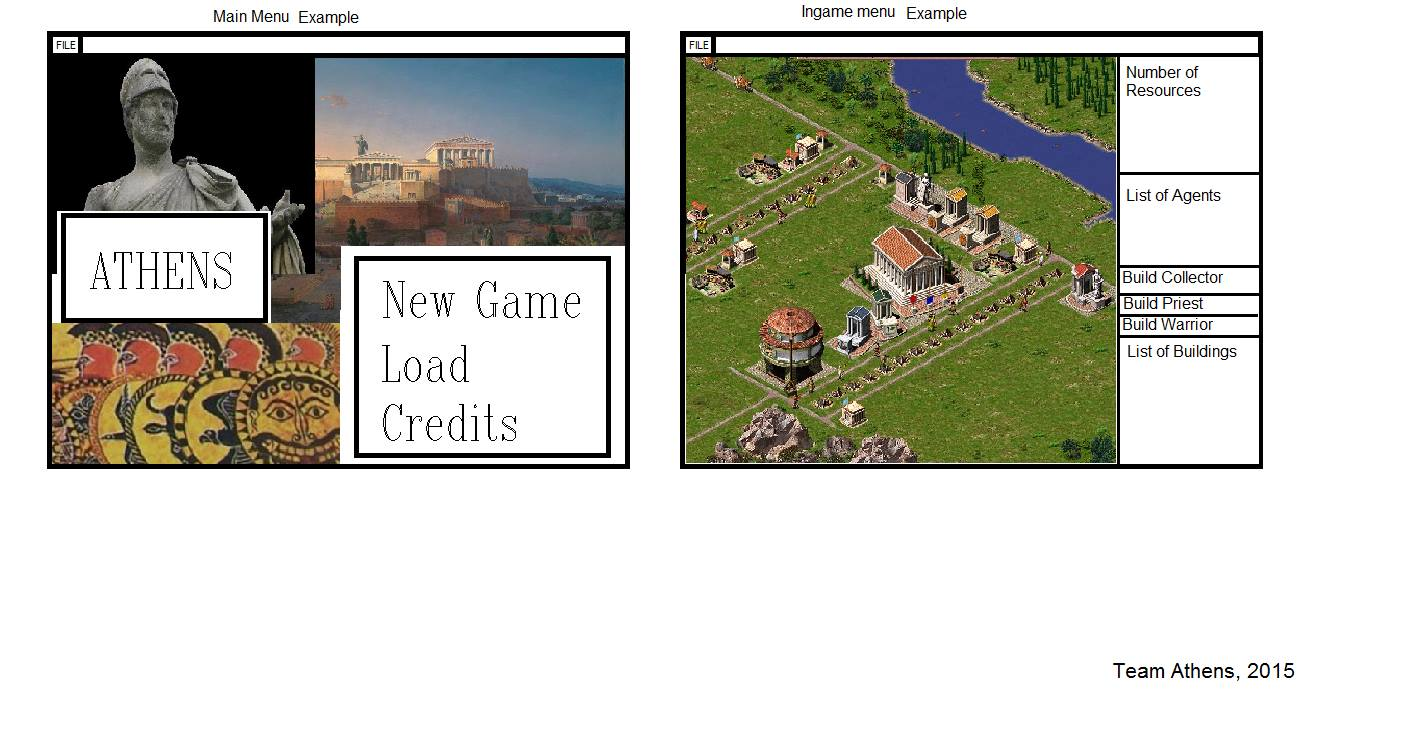 Main Menu Example
FILE
ATHENS
New Game
Load
Credits
Ingame menu Example
FILE
Number of
Resources
List of Agents
Build Collector
Build Priest
Build Warrior
List of Buildings
Team Athens, 2015